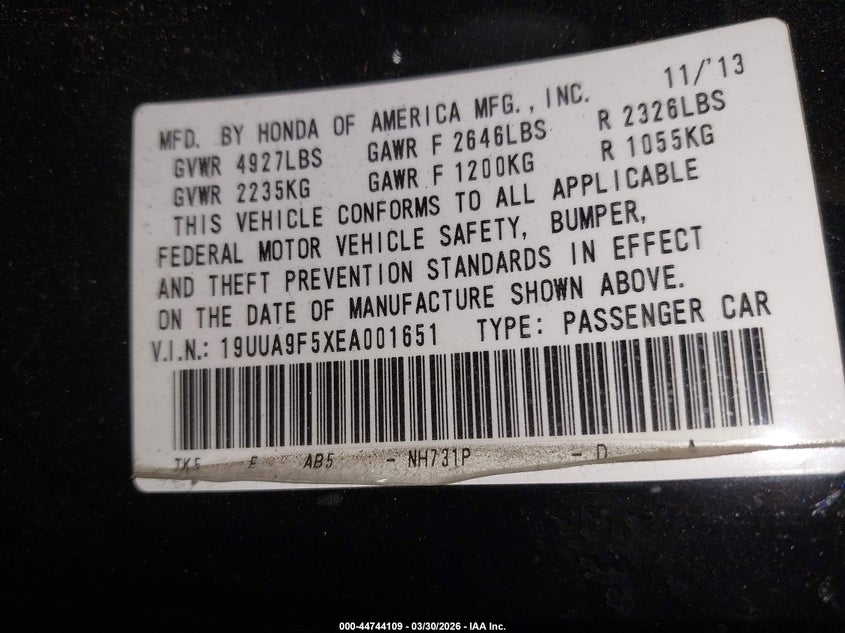 11/'13
MFD. BY HONDA OF AMERICA MFG., INC.
GVWR 4927LBS GAWR F 2646LBS R 2326LBS
GVWR 2235KG GAWR F 1200KG R 1055KG
THIS VEHICLE CONFORMS TO ALL APPLICABLE
FEDERAL MOTOR VEHICLE SAFETY, BUMPER,
AND THEFT PREVENTION STANDARDS IN EFFECT
ON THE DATE OF MANUFACTURE SHOWN ABOVE.
V.I.N.: 19UUA9F5XEA001651 TYPE: PASSENGER CAR
TK5 E AB5 - NH731P - D A
000-44744109 - 03/30/2026 - IAA Inc.